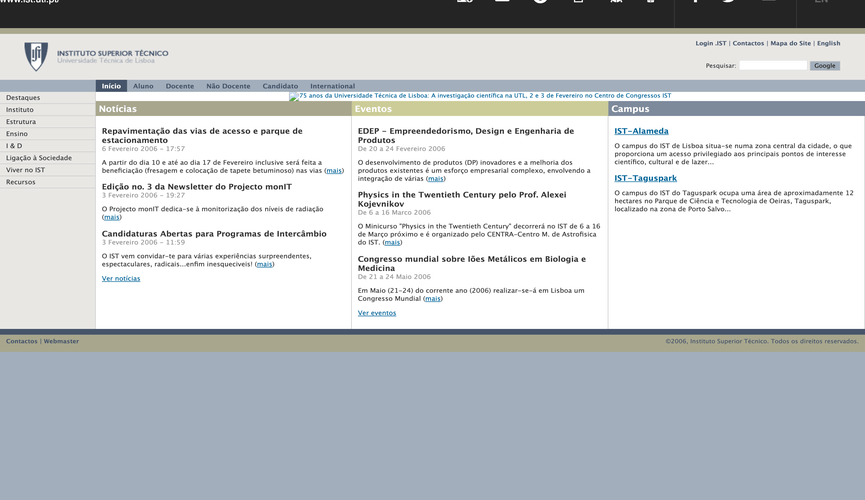 www.ist.utl.pt/
EN
INSTITUTO SUPERIOR TÉCNICO
Universidade Técnica de Lisboa
Login .IST | Contactos | Mapa do Site | English
Pesquisar:
Google
Início Aluno Docente Não Docente Candidato International
Destaques
Instituto
Estrutura
Ensino
I & D
Ligação à Sociedade
Viver no IST
Recursos
75 anos da Universidade Técnica de Lisboa: A investigação científica na UTL, 2 e 3 de Fevereiro no Centro de Congressos IST
Notícias
Repavimentação das vias de acesso e parque de
estacionamento
6 Fevereiro 2006 - 17:57
A partir do dia 10 e até ao dia 17 de Fevereiro inclusive será feita a
beneficiação (fresagem e colocação de tapete betuminoso) nas vias (mais)
Edição no. 3 da Newsletter do Projecto monIT
3 Fevereiro 2006 - 19:27
O Projecto monIT dedica-se à monitorização dos níveis de radiação
(mais)
Candidaturas Abertas para Programas de Intercâmbio
3 Fevereiro 2006 - 11:59
O IST vem convidar-te para várias experiências surpreendentes,
espectaculares, radicais...enfim inesquecíveis! (mais)
Ver notícias
Eventos
EDEP - Empreendedorismo, Design e Engenharia de
Produtos
De 20 a 24 Fevereiro 2006
O desenvolvimento de produtos (DP) inovadores e a melhoria dos
produtos existentes é um esforço empresarial complexo, envolvendo a
integração de várias (mais)
Physics in the Twentieth Century pelo Prof. Alexei
Kojevnikov
De 6 a 16 Marco 2006
O Minicurso "Physics in the Twentieth Century" decorrerá no IST de 6 a 16
de Março próximo e é organizado pelo CENTRA-Centro M. de Astrofísica
do IST. (mais)
Congresso mundial sobre Iões Metálicos em Biologia e
Medicina
De 21 a 24 Maio 2006
Em Maio (21-24) do corrente ano (2006) realizar-se-á em Lisboa um
Congresso Mundial (mais)
Ver eventos
Campus
IST-Alameda
O campus do IST de Lisboa situa-se numa zona central da cidade, o que
proporciona um acesso privilegiado aos principais pontos de interesse
científico, cultural e de lazer...
IST-Taguspark
O campus do IST do Taguspark ocupa uma área de aproximadamente 12
hectares no Parque de Ciência e Tecnologia de Oeiras, Taguspark,
localizado na zona de Porto Salvo...
Contactos | Webmaster
©2006, Instituto Superior Técnico. Todos os direitos reservados.